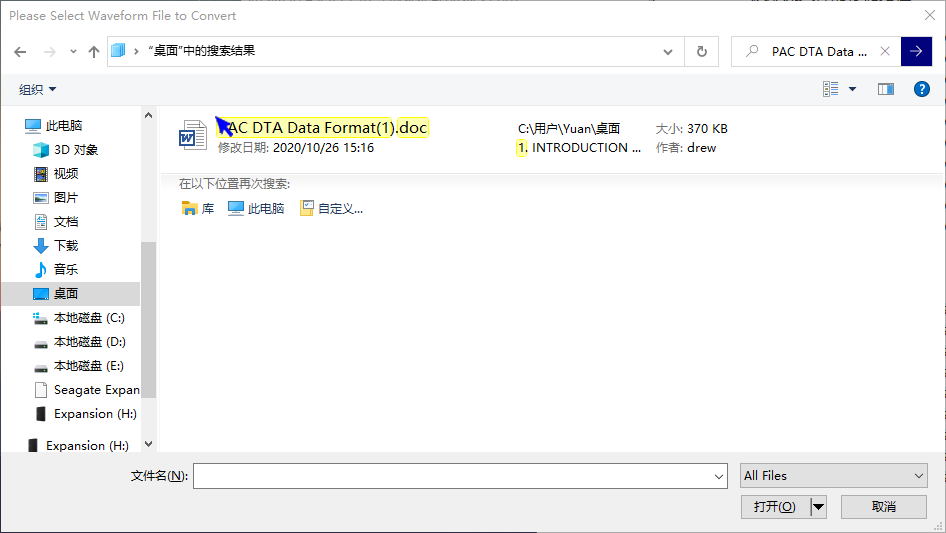 Please Select Waveform File to Convert
"桌面"中的搜索结果
PAC DTA Data ...
组织
此电脑
3D 对象
视频
图片
文档
下载
音乐
桌面
本地磁盘 (C:)
本地磁盘 (D:)
本地磁盘 (E:)
Seagate Expan
Expansion (H:)
Expansion (H:)
AC DTA Data Format(1).doc
修改日期: 2020/10/26 15:16
C:\用户\Yuan\桌面
1. INTRODUCTION ...
大小: 370 KB
作者: drew
在以下位置再次搜索:
库
此电脑
自定义...
文件名(N):
All Files
打开(O)
取消